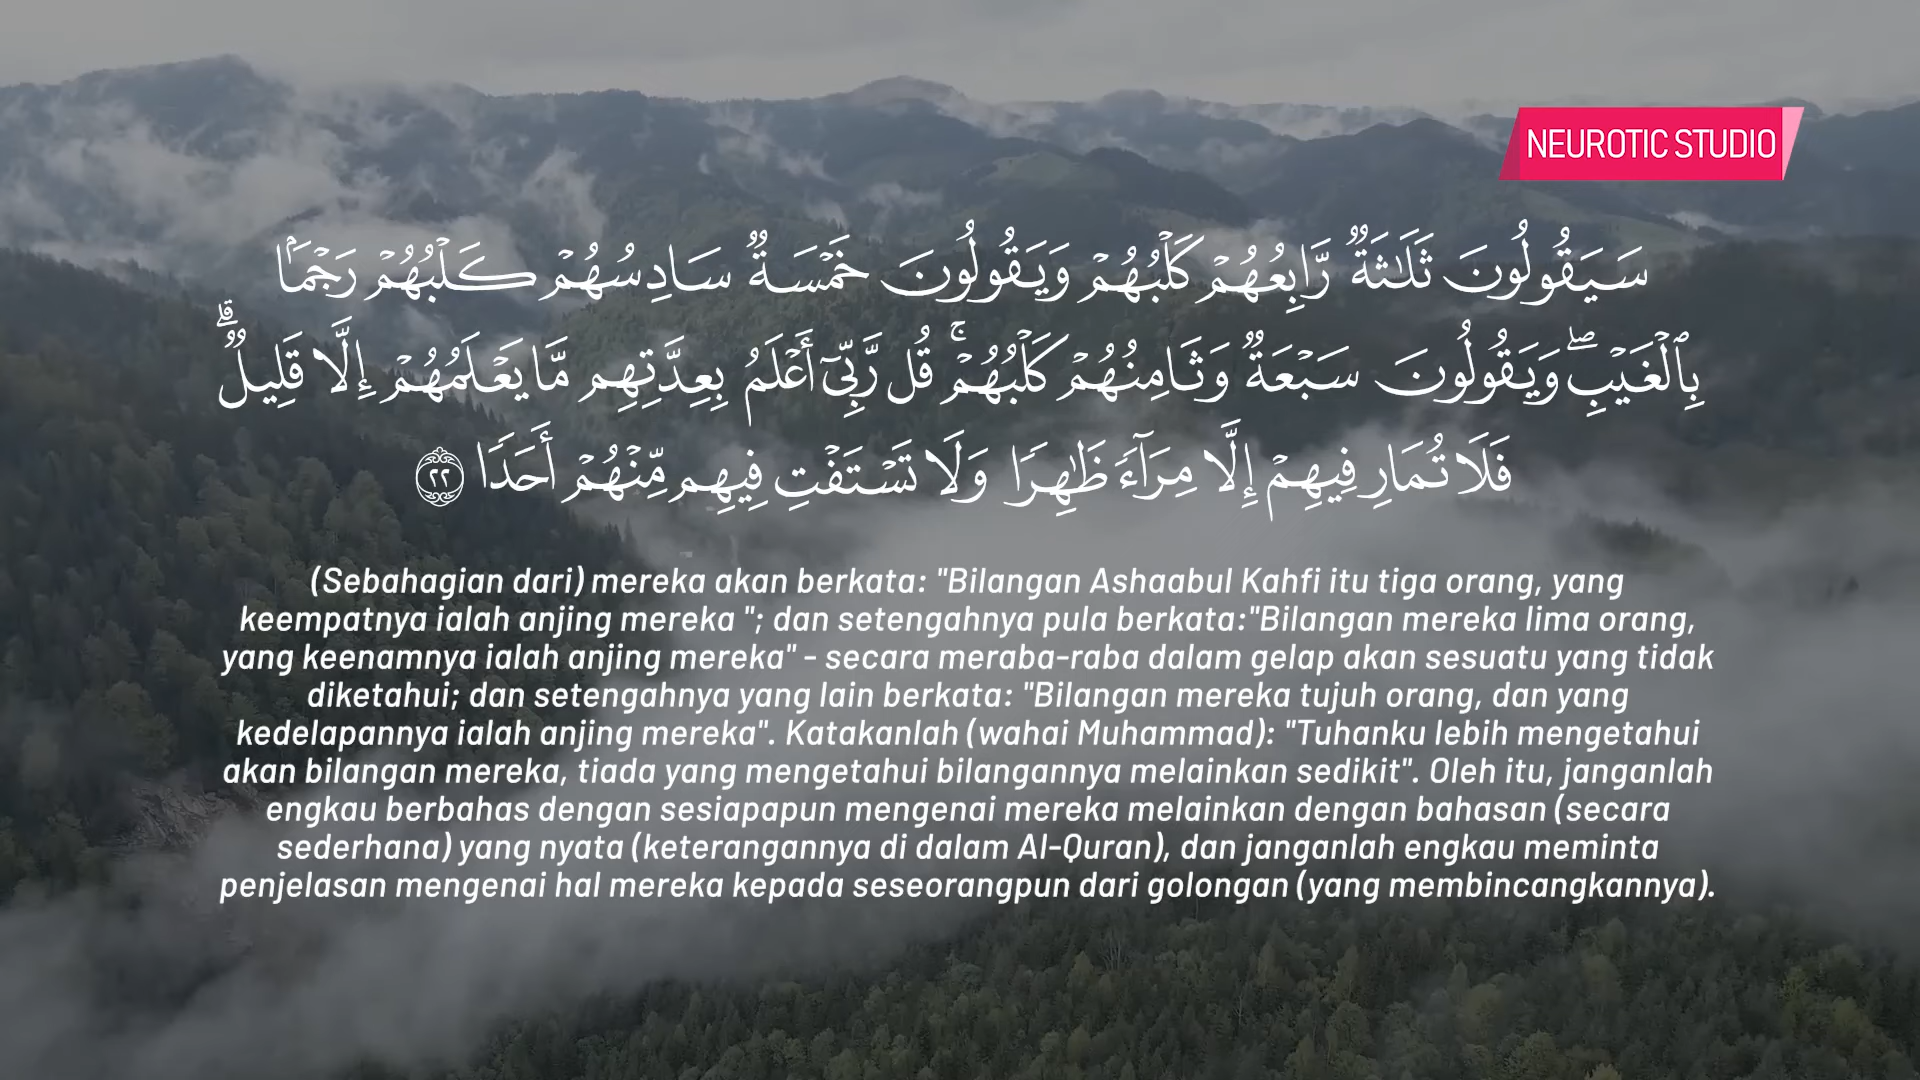 NEUROTIC STUDIO
سَيَقُولُونَ ثَلَٰثَةٌ رَّابِعُهُمْ كَلْبُهُمْ وَيَقُولُونَ خَمْسَةٌ سَادِسُهُمْ كَلْبُهُمْ رَجْمًۢا
بِٱلْغَيْبِ ۖ وَيَقُولُونَ سَبْعَةٌ وَثَامِنُهُمْ كَلْبُهُمْ ۚ قُل رَّبِّىٓ أَعْلَمُ بِعِدَّتِهِم مَّا يَعْلَمُهُمْ إِلَّا قَلِيلٌ ۗ
فَلَا تُمَارِ فِيهِمْ إِلَّا مِرَآءً ظَٰهِرًا وَلَا تَسْتَفْتِ فِيهِم مِّنْهُمْ أَحَدًا ٢٢
(Sebahagian dari) mereka akan berkata: "Bilangan Ashaabul Kahfi itu tiga orang, yang
keempatnya ialah anjing mereka "; dan setengahnya pula berkata:"Bilangan mereka lima orang,
yang keenamnya ialah anjing mereka" - secara meraba-raba dalam gelap akan sesuatu yang tidak
diketahui; dan setengahnya yang lain berkata: "Bilangan mereka tujuh orang, dan yang
kedelapannya ialah anjing mereka". Katakanlah (wahai Muhammad): "Tuhanku lebih mengetahui
akan bilangan mereka, tiada yang mengetahui bilangannya melainkan sedikit". Oleh itu, janganlah
engkau berbahas dengan sesiapapun mengenai mereka melainkan dengan bahasan (secara
sederhana) yang nyata (keterangannya di dalam Al-Quran), dan janganlah engkau meminta
penjelasan mengenai hal mereka kepada seseorangpun dari golongan (yang membincangkannya).